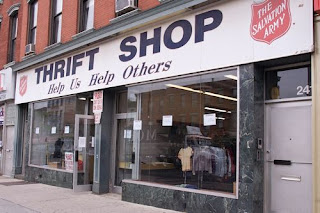 THRIFT SHOP
Help Us Help Others
THE
SALVATION
ARMY
24